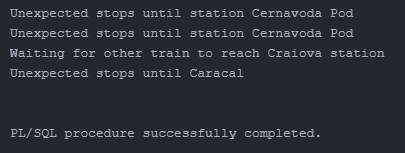 Unexpected stops until station Cernavoda Pod
Unexpected stops until station Cernavoda Pod
Waiting for other train to reach Craiova station
Unexpected stops until Caracal
PL/SQL procedure successfully completed.